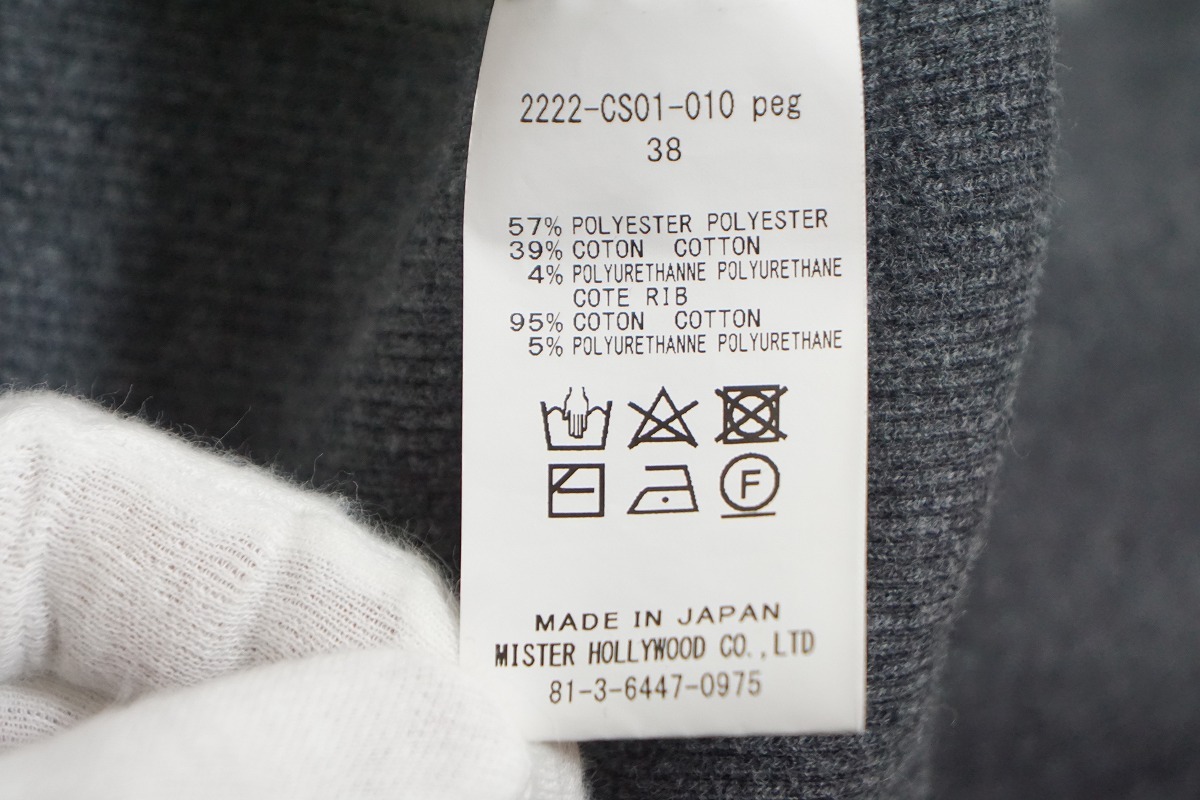 2222-CS01-010 peg
38
57% POLYESTER POLYESTER
39% COTON COTTON
4% POLYURETHANNE POLYURETHANE
COTE RIB
95% COTON COTTON
5% POLYURETHANNE POLYURETHANE
F
MADE IN JAPAN
MISTER HOLLYWOOD CO.,LTD
81-3-6447-0975